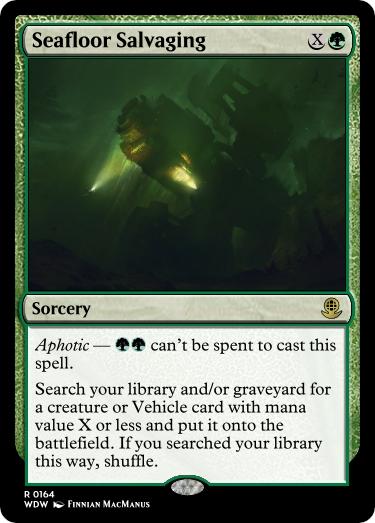 Seafloor Salvaging X
Sorcery
Aphotic — can't be spent to cast this
spell.
Search your library and/or graveyard for
a creature or Vehicle card with mana
value X or less and put it onto the
battlefield. If you searched your library
this way, shuffle.
R 0164
WDW Finnian MacManus